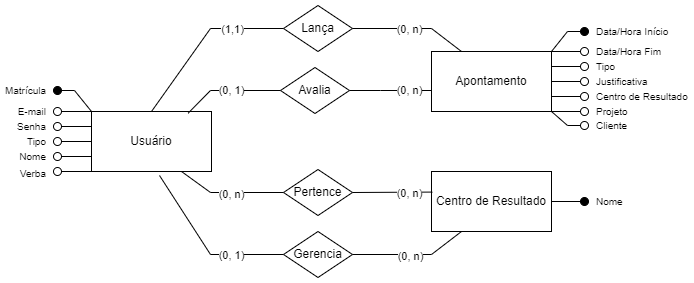 (1,1)
Lança
(0, n)
Data/Hora Início
Data/Hora Fim
Tipo
Justificativa
Centro de Resultado
Projeto
Cliente
Apontamento
Matrícula
E-mail
Senha
Tipo
Nome
Verba
Usuário
(0, 1)
Avalia
(0, n)
(0, n)
Pertence
(0, n)
Centro de Resultado
Nome
(0, 1)
Gerencia
(0, n)